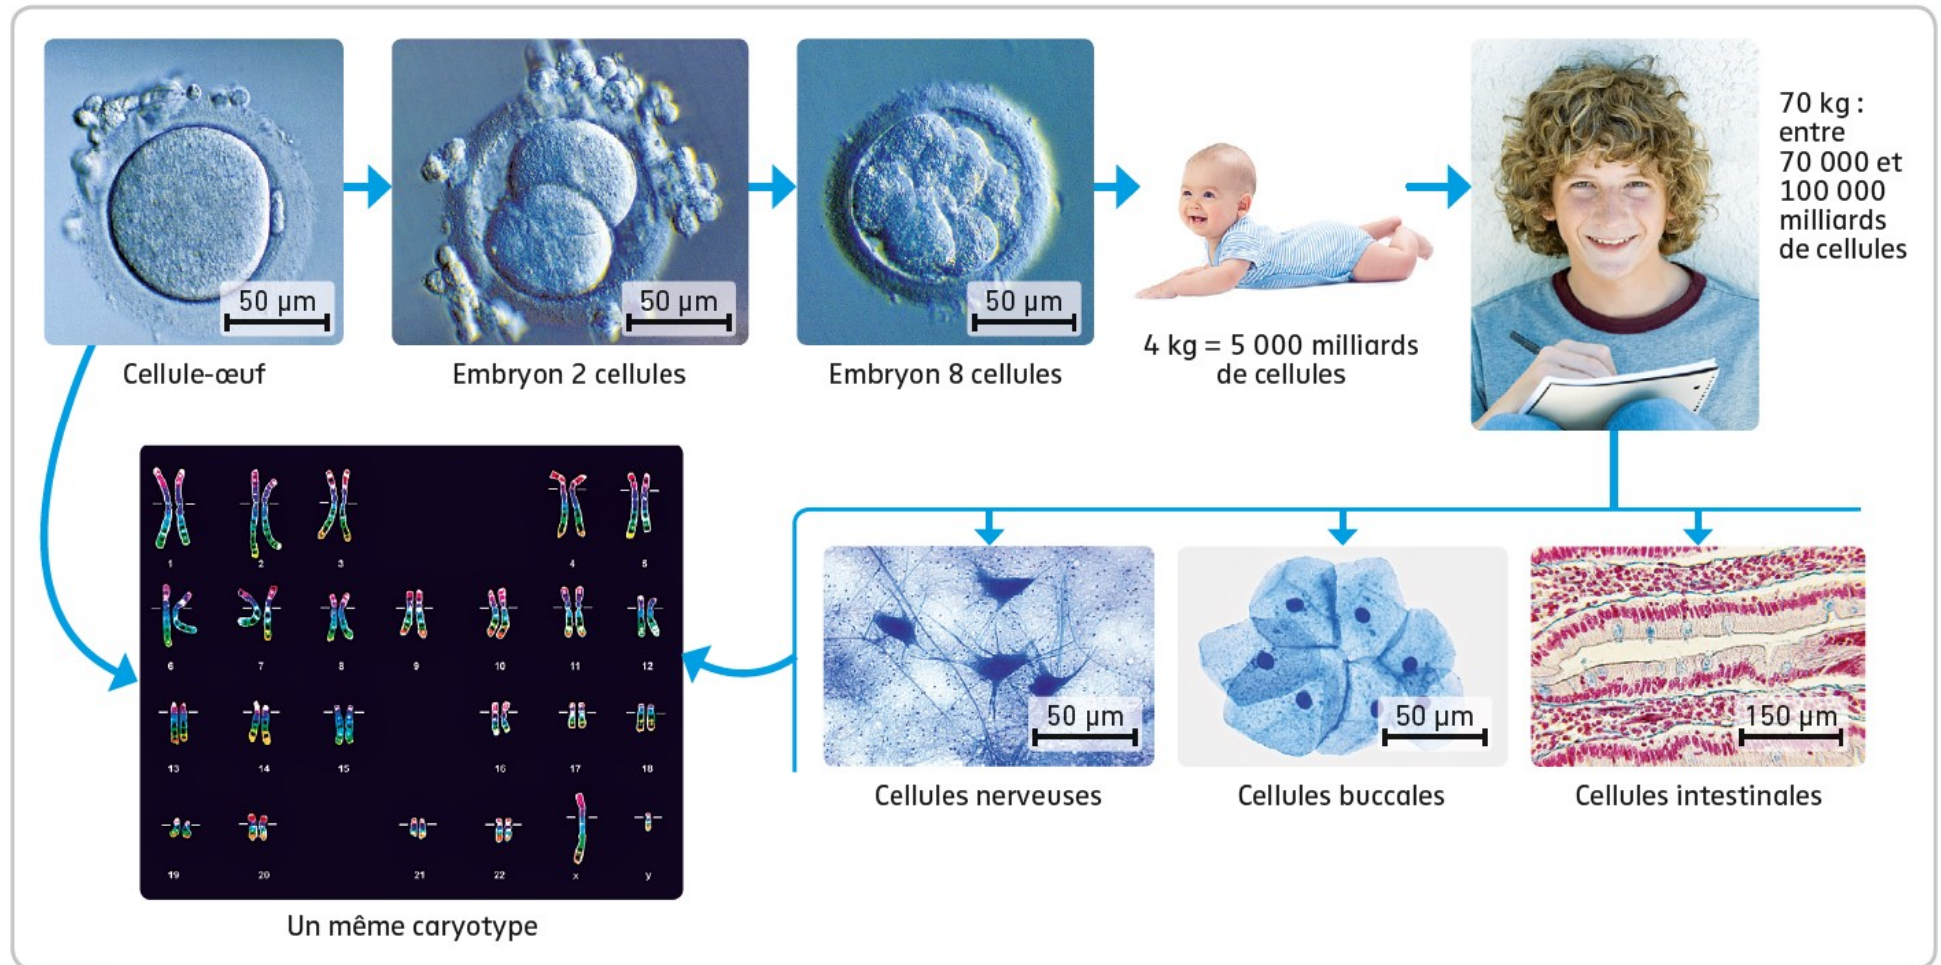 50 µm
50 µm
50 µm
70 kg :
entre
70 000 et
100 000
milliards
de cellules
Cellule-œuf
Embryon 2 cellules
Embryon 8 cellules
4 kg = 5 000 milliards
de cellules
1 2 3 4 5
6 7 8 9 10 11 12
13 14 15 16 17 18
19 20 21 22 x y
Un même caryotype
50 µm
50 µm
150 µm
Cellules nerveuses
Cellules buccales
Cellules intestinales